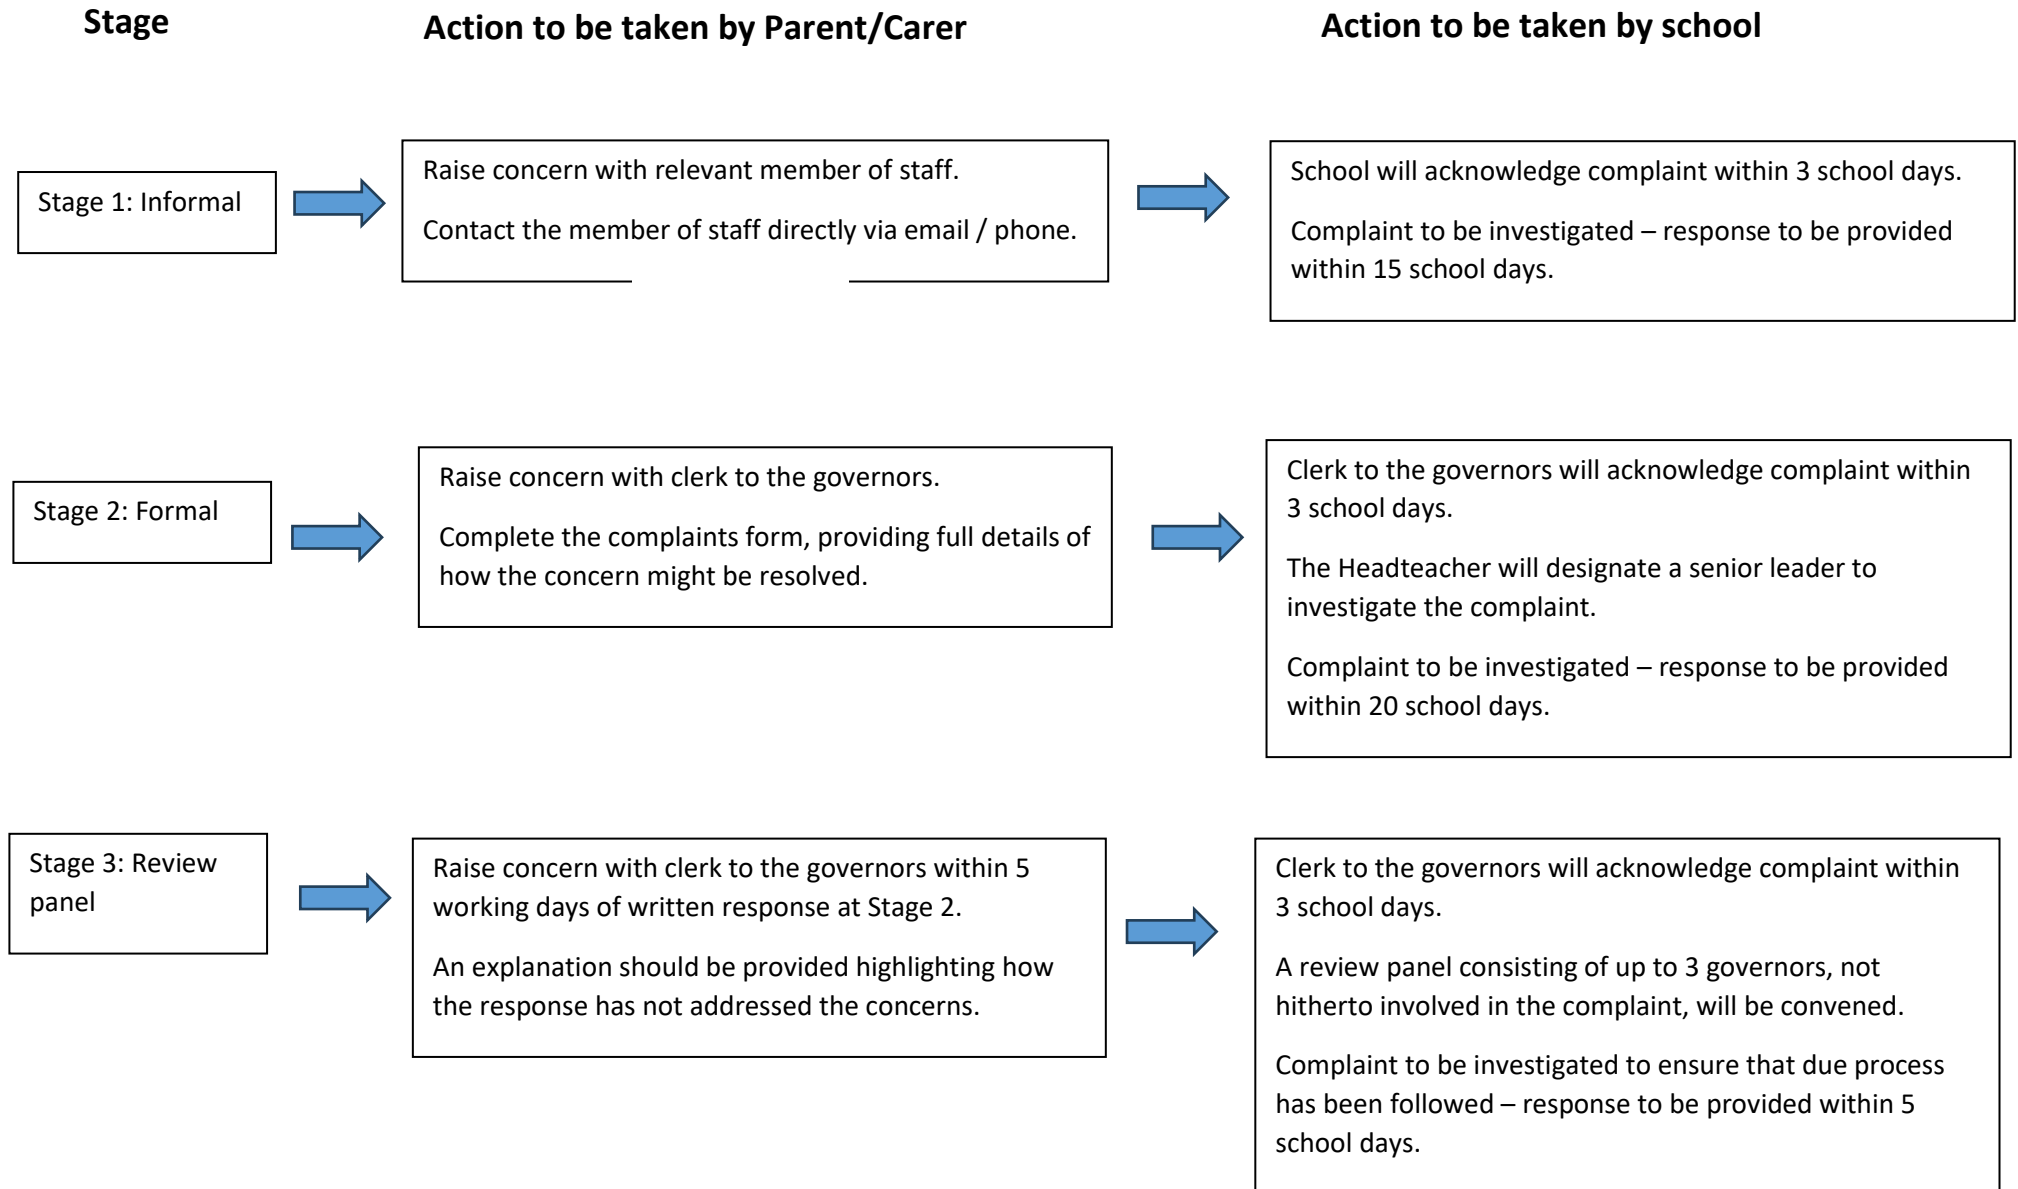 Stage
Action to be taken by Parent/Carer
Action to be taken by school
Stage 1: Informal
Raise concern with relevant member of staff.
Contact the member of staff directly via email / phone.
School will acknowledge complaint within 3 school days.
Complaint to be investigated – response to be provided
within 15 school days.
Stage 2: Formal
Raise concern with clerk to the governors.
Complete the complaints form, providing full details of
how the concern might be resolved.
Clerk to the governors will acknowledge complaint within
3 school days.
The Headteacher will designate a senior leader to
investigate the complaint.
Complaint to be investigated – response to be provided
within 20 school days.
Stage 3: Review
panel
Raise concern with clerk to the governors within 5
working days of written response at Stage 2.
An explanation should be provided highlighting how
the response has not addressed the concerns.
Clerk to the governors will acknowledge complaint within
3 school days.
A review panel consisting of up to 3 governors, not
hitherto involved in the complaint, will be convened.
Complaint to be investigated to ensure that due process
has been followed – response to be provided within 5
school days.